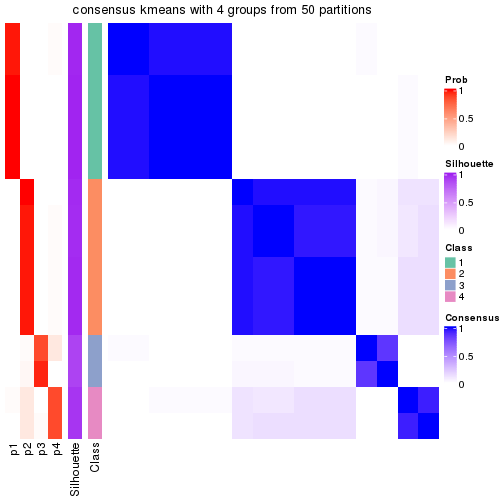 consensus kmeans with 4 groups from 50 partitions
Prob
1
0.5
0
Silhouette
1
0.5
0
Class
1
2
3
4
Consensus
1
0.5
0
p1
p2
p3
p4
Silhouette
Class